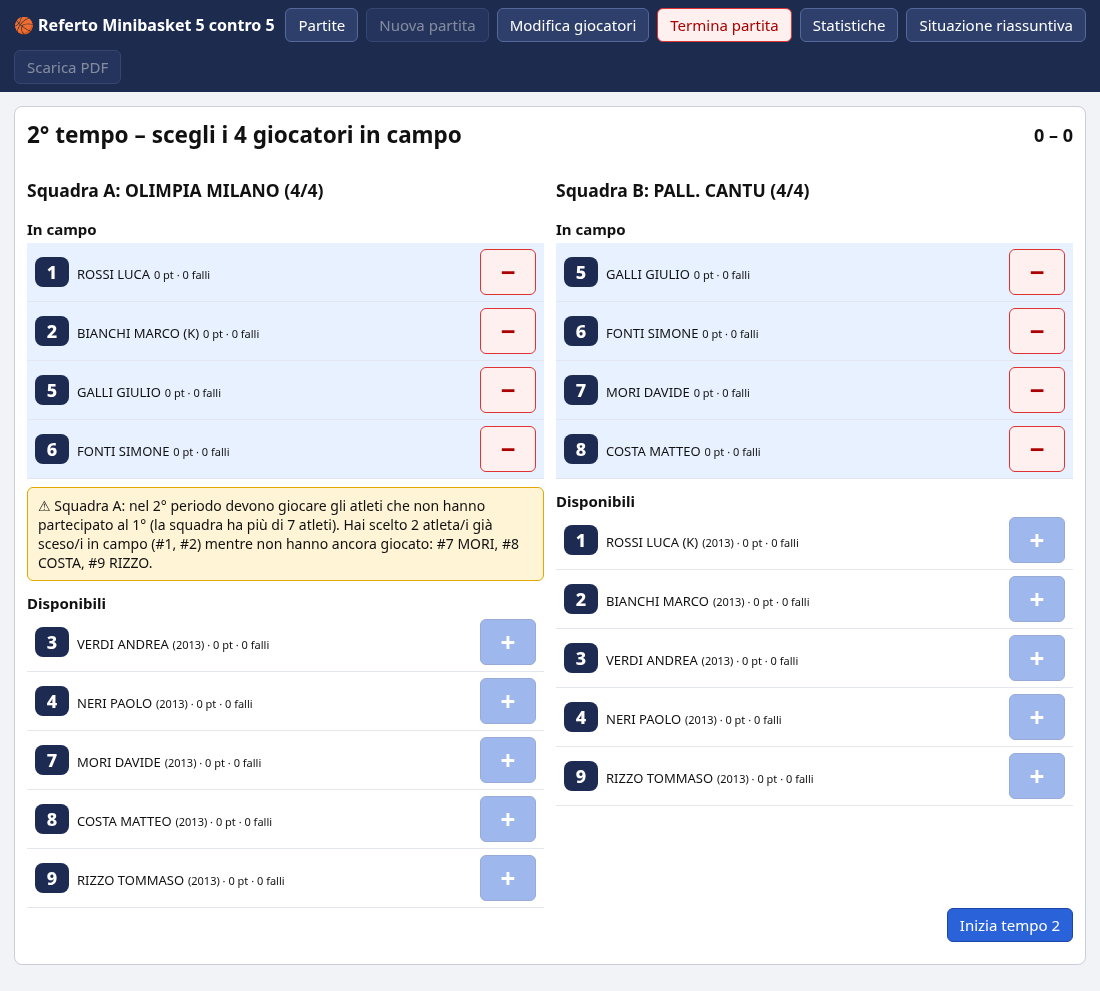 🏀 Referto Minibasket 5 contro 5
Partite
Nuova partita
Modifica giocatori
Termina partita
Statistiche
Situazione riassuntiva
Scarica PDF
2° tempo – scegli i 4 giocatori in campo
0 – 0
Squadra A: OLIMPIA MILANO (4/4)
In campo
1 ROSSI LUCA 0 pt · 0 falli −
2 BIANCHI MARCO (K) 0 pt · 0 falli −
5 GALLI GIULIO 0 pt · 0 falli −
6 FONTI SIMONE 0 pt · 0 falli −
⚠ Squadra A: nel 2° periodo devono giocare gli atleti che non hanno
partecipato al 1° (la squadra ha più di 7 atleti). Hai scelto 2 atleta/i già
sceso/i in campo (#1, #2) mentre non hanno ancora giocato: #7 MORI, #8
COSTA, #9 RIZZO.
Disponibili
3 VERDI ANDREA (2013) · 0 pt · 0 falli +
4 NERI PAOLO (2013) · 0 pt · 0 falli +
7 MORI DAVIDE (2013) · 0 pt · 0 falli +
8 COSTA MATTEO (2013) · 0 pt · 0 falli +
9 RIZZO TOMMASO (2013) · 0 pt · 0 falli +
Squadra B: PALL. CANTU (4/4)
In campo
5 GALLI GIULIO 0 pt · 0 falli −
6 FONTI SIMONE 0 pt · 0 falli −
7 MORI DAVIDE 0 pt · 0 falli −
8 COSTA MATTEO 0 pt · 0 falli −
Disponibili
1 ROSSI LUCA (K) (2013) · 0 pt · 0 falli +
2 BIANCHI MARCO (2013) · 0 pt · 0 falli +
3 VERDI ANDREA (2013) · 0 pt · 0 falli +
4 NERI PAOLO (2013) · 0 pt · 0 falli +
9 RIZZO TOMMASO (2013) · 0 pt · 0 falli +
Inizia tempo 2